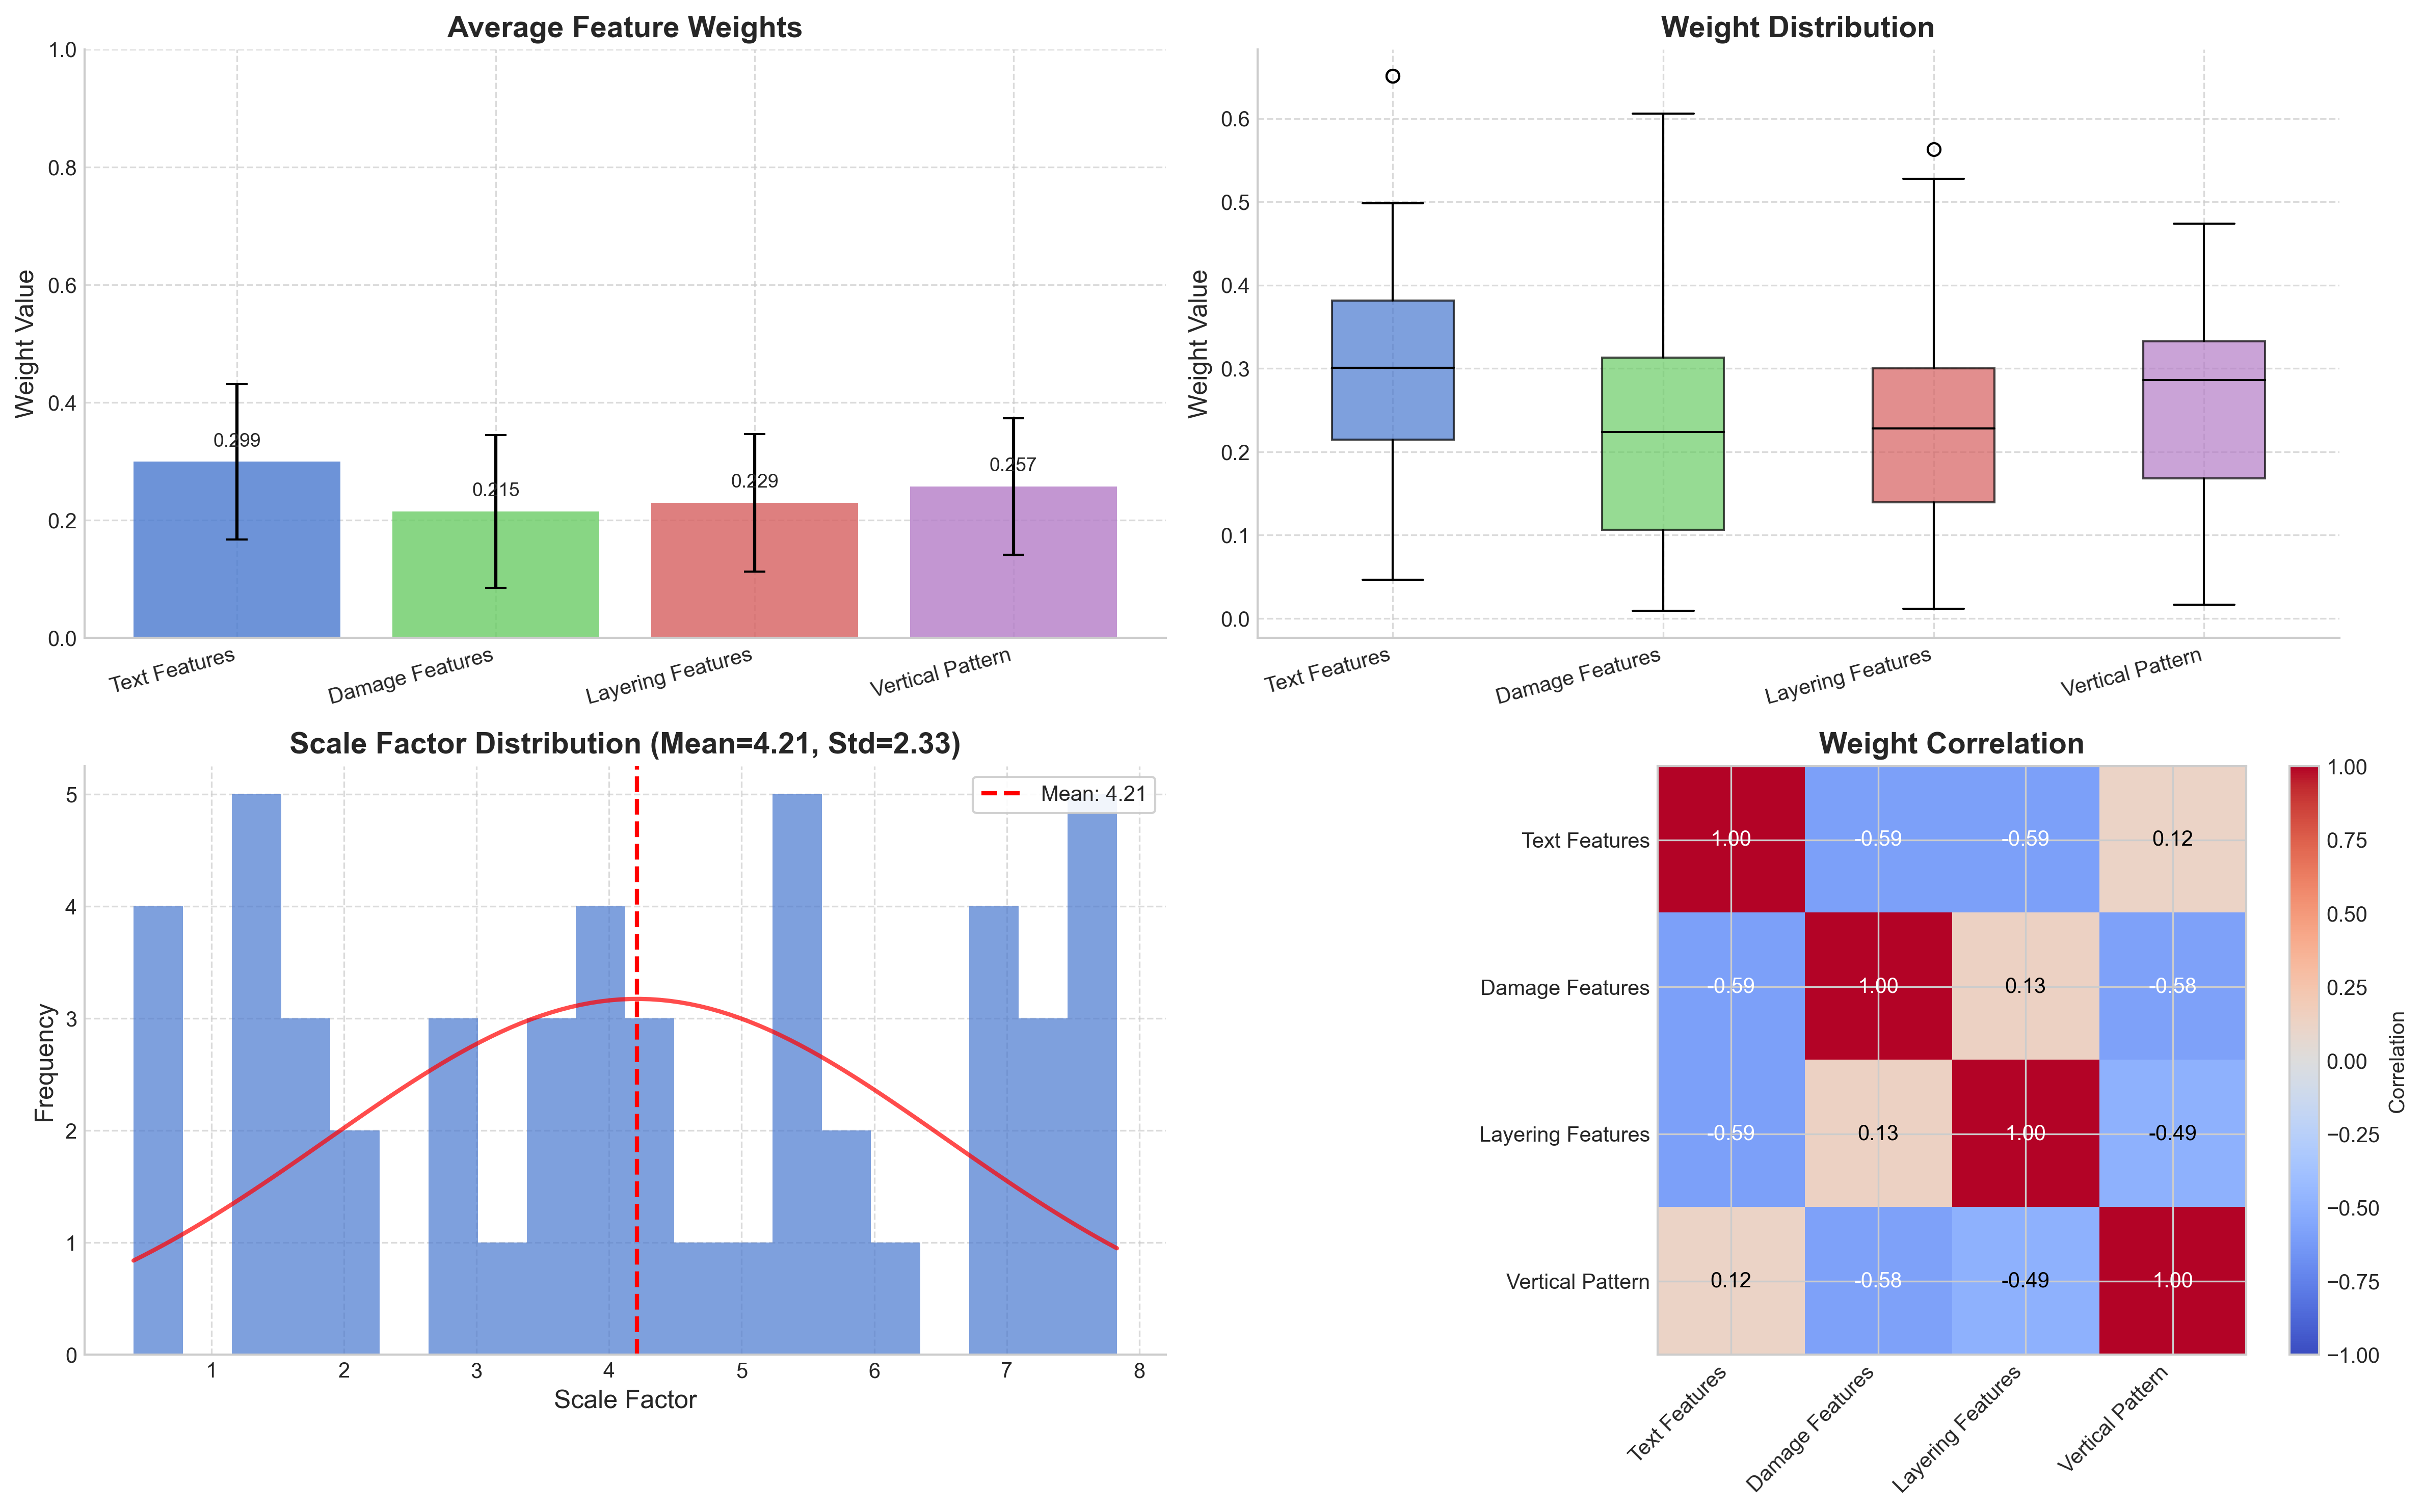 Average Feature Weights
Weight Value
1.0
0.8
0.6
0.4
0.2
0.0
0.299
0.215
0.229
0.257
Text Features
Damage Features
Layering Features
Vertical Pattern
Weight Distribution
Weight Value
0.6
0.5
0.4
0.3
0.2
0.1
0.0
Text Features
Damage Features
Layering Features
Vertical Pattern
Scale Factor Distribution (Mean=4.21, Std=2.33)
Mean: 4.21
Frequency
5
4
3
2
1
0
1 2 3 4 5 6 7 8
Scale Factor
Weight Correlation
Text Features 1.00 -0.59 -0.59 0.12
Damage Features -0.59 1.00 0.13 -0.58
Layering Features -0.59 0.13 1.00 -0.49
Vertical Pattern 0.12 -0.58 -0.49 1.00
Text Features
Damage Features
Layering Features
Vertical Pattern
1.00
0.75
0.50
0.25
0.00
−0.25
−0.50
−0.75
−1.00
Correlation